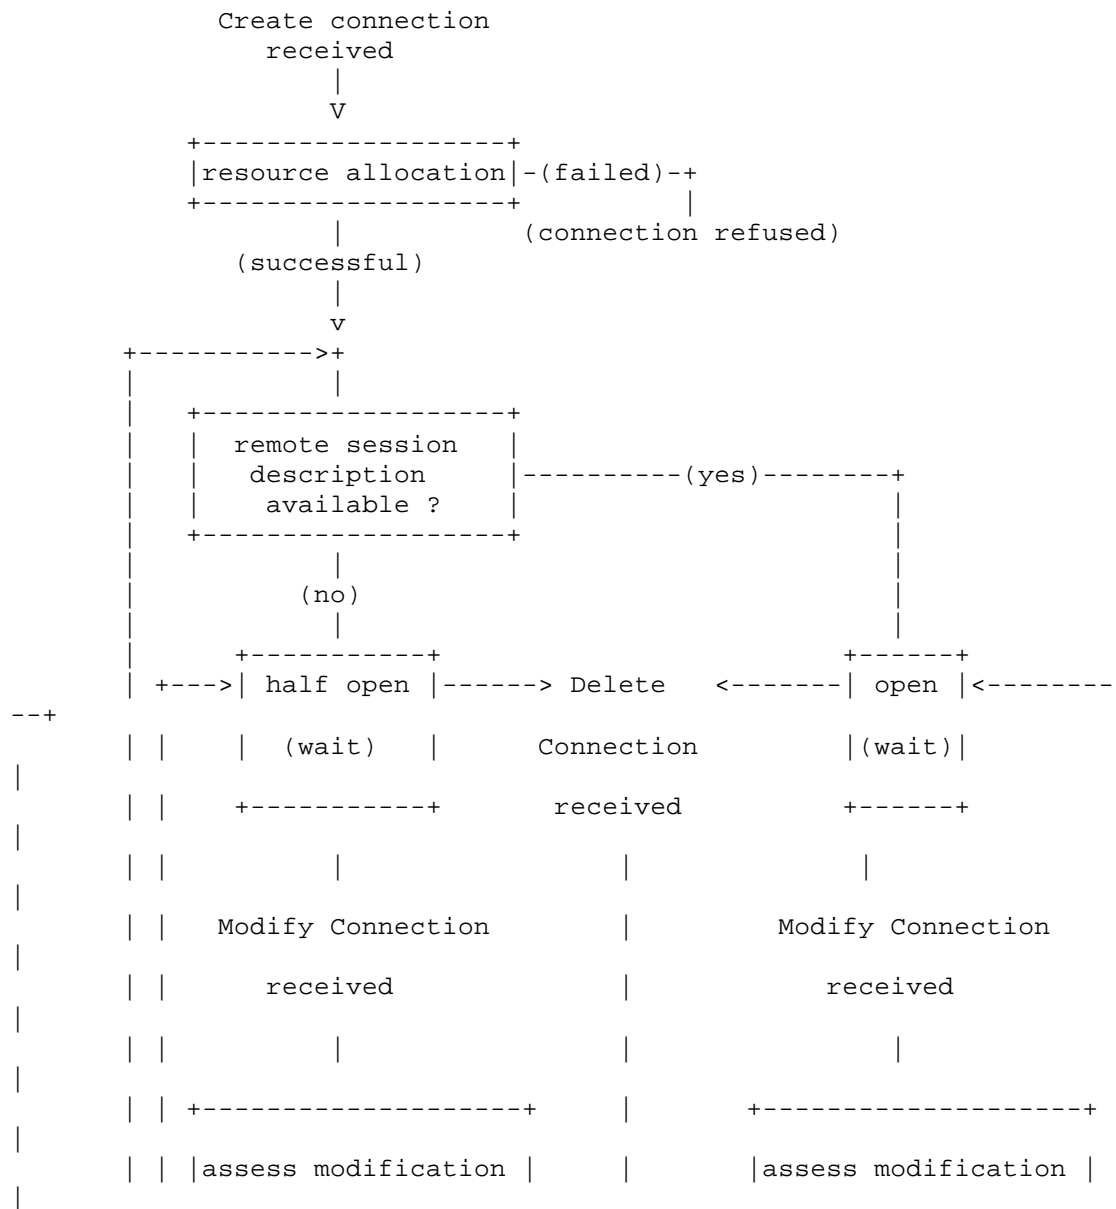 Create connection
                received
                    |
                    V
           +-------------------+
           |resource allocation|-(failed)-+
           +-------------------+          |
                    |           (connection refused)
              (successful)
                    |
                    v
       +----------->+
       |            |
       |   +-------------------+
       |   |  remote session   |
       |   |   description     |----------(yes)--------+
       |   |    available ?    |                       |
       |   +-------------------+                       |
       |            |                                  |
       |          (no)                                 |
       |            |                                  |
       |      +-----------+                         +------+
       | +--->| half open |------> Delete   <-------| open |<--------
--+
       | |    |  (wait)   |      Connection         |(wait)|
|
       | |    +-----------+       received          +------+
|
       | |          |                 |              |
|
       | |   Modify Connection        |         Modify Connection
|
       | |      received              |            received
|
       | |          |                 |                |
|
       | | +--------------------+     |       +--------------------+
|
       | | |assess modification |     |       |assess modification |
|